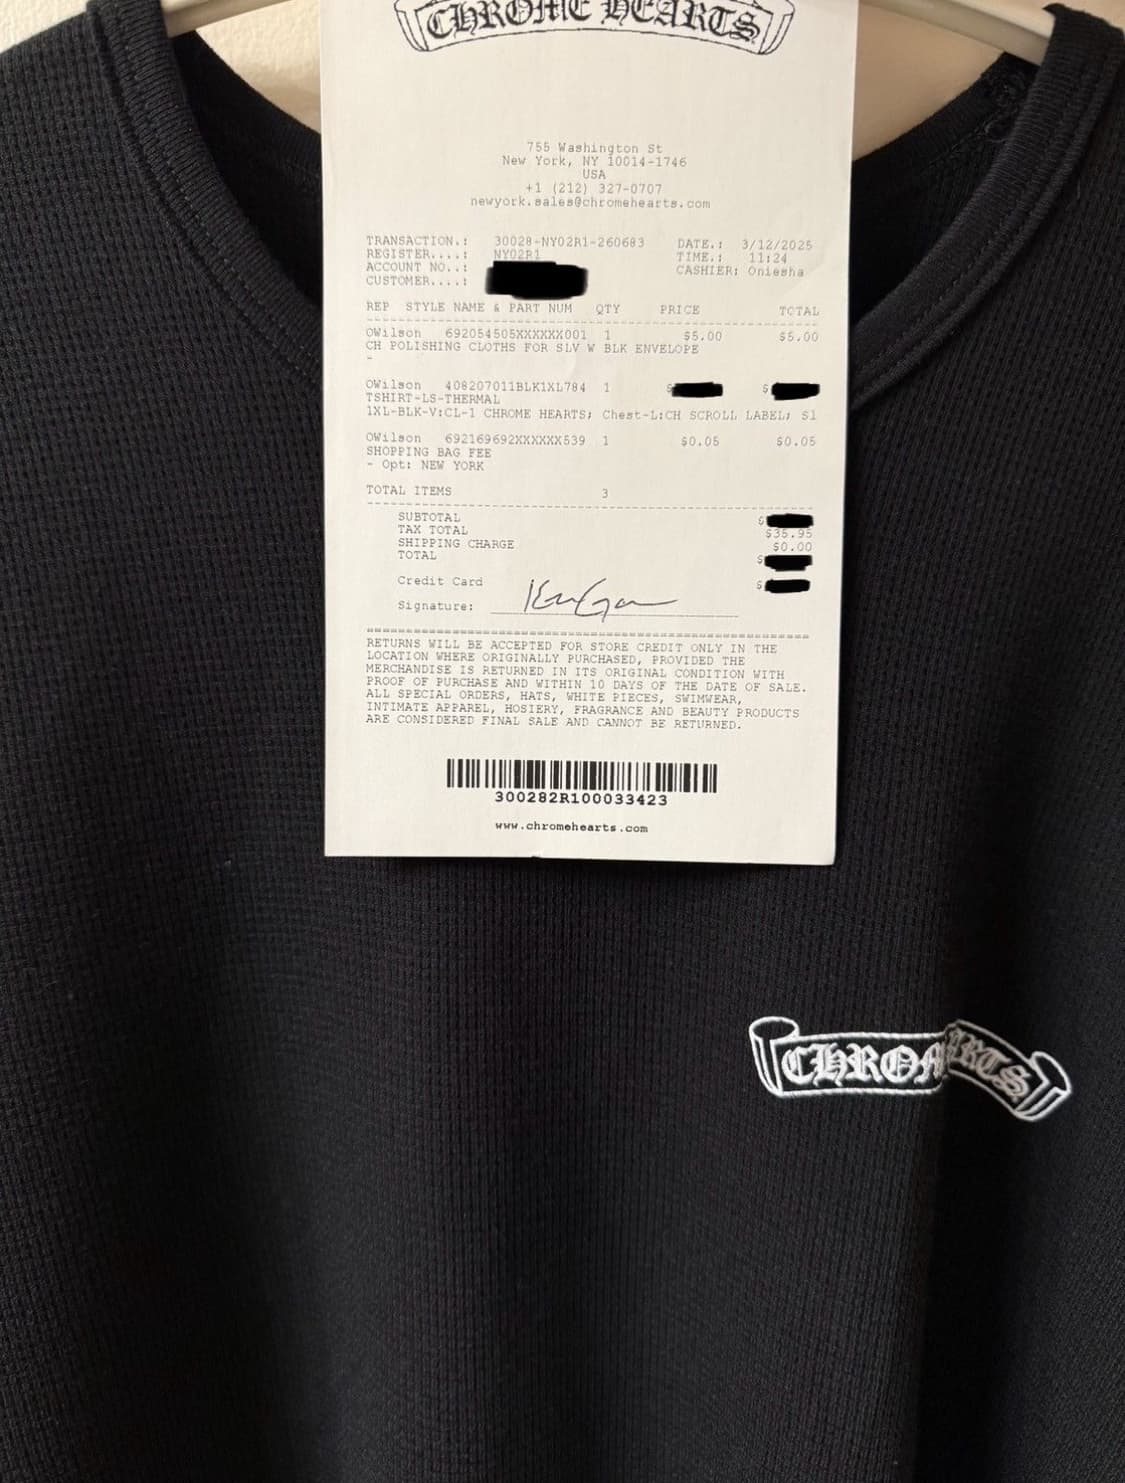 CHROME HEARTS
755 Washington St
New York, NY 10014-1746
USA
+1 (212) 327-0707
newyork.sales@chromehearts.com
TRANSACTION.: 30028-NY02R1-260683 DATE.: 3/12/2025
REGISTER....: NY02R1 TIME.: 11:24
ACCOUNT NO..: CASHIER: Oniesha
CUSTOMER....:
REP STYLE NAME & PART NUM QTY PRICE TOTAL
OWilson 692054505XXXXXX001 1 $5.00 $5.00
CH POLISHING CLOTHS FOR SLV W BLK ENVELOPE
-
OWilson 408207011BLK1XL784 1 $ $
TSHIRT-LS-THERMAL
1XL-BLK-V:CL-1 CHROME HEARTS; Chest-L:CH SCROLL LABEL; Sl
OWilson 692169692XXXXXX539 1 $0.05 $0.05
SHOPPING BAG FEE
- Opt: NEW YORK
TOTAL ITEMS 3
SUBTOTAL $
TAX TOTAL $35.95
SHIPPING CHARGE $0.00
TOTAL $
Credit Card $
Signature:
RETURNS WILL BE ACCEPTED FOR STORE CREDIT ONLY IN THE
LOCATION WHERE ORIGINALLY PURCHASED, PROVIDED THE
MERCHANDISE IS RETURNED IN ITS ORIGINAL CONDITION WITH
PROOF OF PURCHASE AND WITHIN 10 DAYS OF THE DATE OF SALE.
ALL SPECIAL ORDERS, HATS, WHITE PIECES, SWIMWEAR,
INTIMATE APPAREL, HOSIERY, FRAGRANCE AND BEAUTY PRODUCTS
ARE CONSIDERED FINAL SALE AND CANNOT BE RETURNED.
300282R100033423
www.chromehearts.com
CHROM ARTS